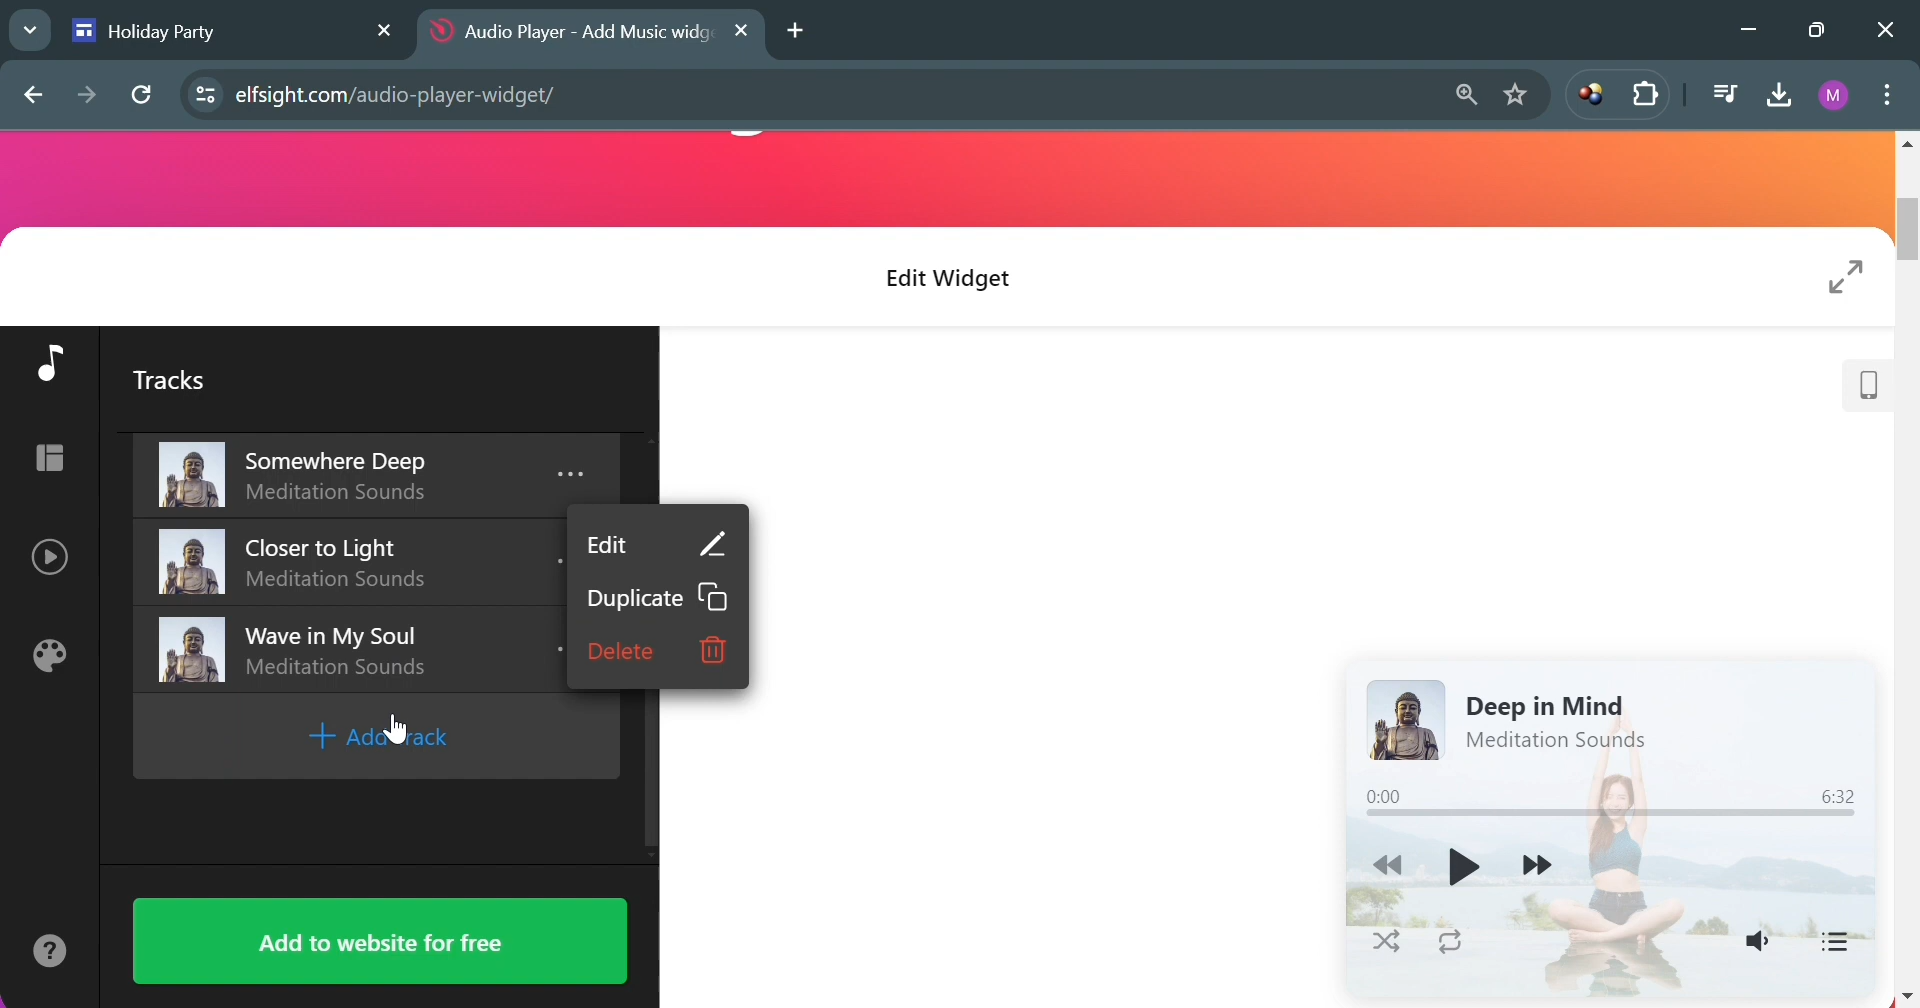 Holiday Party
Audio Player - Add Music widg
elfsight.com/audio-player-widget/
M
Edit Widget
Tracks
Somewhere Deep
Meditation Sounds
Closer to Light
Meditation Sounds
Wave in My Soul
Meditation Sounds
Edit
Duplicate
Delete
Add Track
Add to website for free
Deep in Mind
Meditation Sounds
0:00
6:32